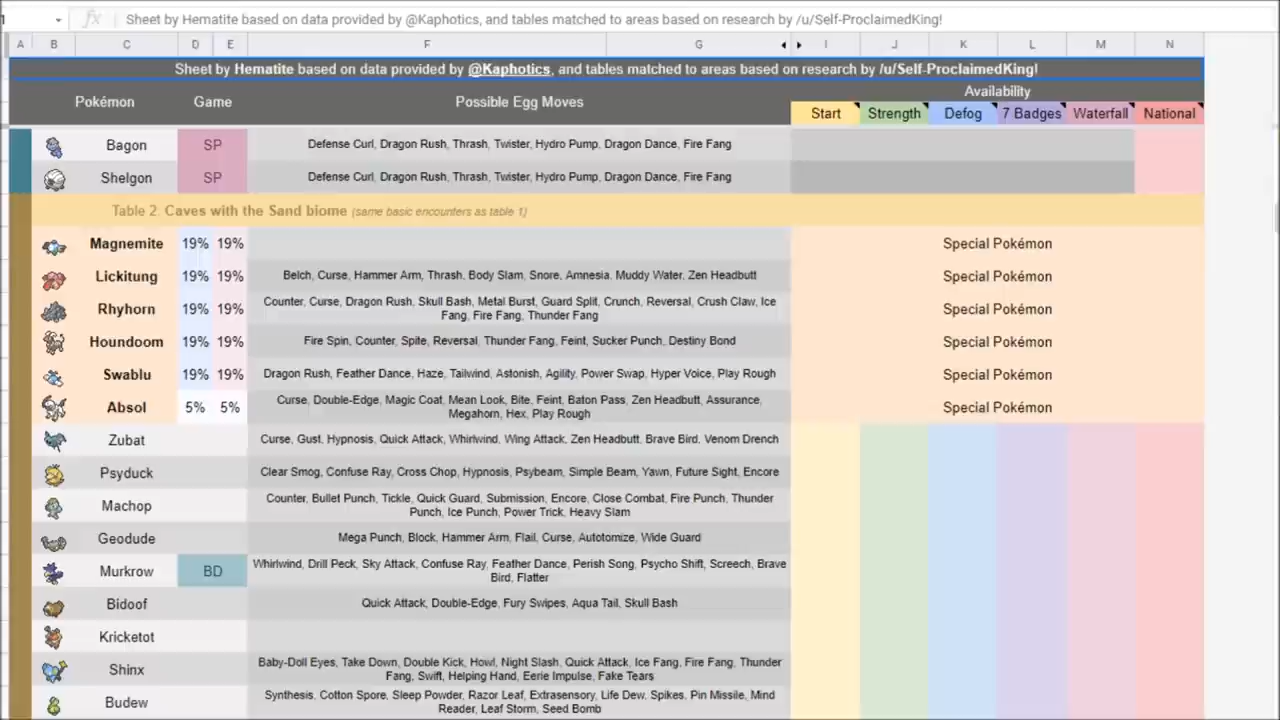 Sheet by Hematite based on data provided by @Kaphotics, and tables matched to areas based on research by /u/Self-ProclaimedKing!
A B C D E F G I J K L M N
Sheet by Hematite based on data provided by @Kaphotics, and tables matched to areas based on research by /u/Self-ProclaimedKing!
Pokémon Game Possible Egg Moves Availability
Start Strength Defog 7 Badges Waterfall National
Bagon SP Defense Curl, Dragon Rush, Thrash, Twister, Hydro Pump, Dragon Dance, Fire Fang
Shelgon SP Defense Curl, Dragon Rush, Thrash, Twister, Hydro Pump, Dragon Dance, Fire Fang
Table 2. Caves with the Sand biome (same basic encounters as table 1)
Magnemite 19% 19% Special Pokémon
Lickitung 19% 19% Belch, Curse, Hammer Arm, Thrash, Body Slam, Snore, Amnesia, Muddy Water, Zen Headbutt Special Pokémon
Rhyhorn 19% 19% Counter, Curse, Dragon Rush, Skull Bash, Metal Burst, Guard Split, Crunch, Reversal, Crush Claw, Ice
Fang, Fire Fang, Thunder Fang Special Pokémon
Houndoom 19% 19% Fire Spin, Counter, Spite, Reversal, Thunder Fang, Feint, Sucker Punch, Destiny Bond Special Pokémon
Swablu 19% 19% Dragon Rush, Feather Dance, Haze, Tailwind, Astonish, Agility, Power Swap, Hyper Voice, Play Rough Special Pokémon
Absol 5% 5% Curse, Double-Edge, Magic Coat, Mean Look, Bite, Feint, Baton Pass, Zen Headbutt, Assurance,
Megahorn, Hex, Play Rough Special Pokémon
Zubat Curse, Gust, Hypnosis, Quick Attack, Whirlwind, Wing Attack, Zen Headbutt, Brave Bird, Venom Drench
Psyduck Clear Smog, Confuse Ray, Cross Chop, Hypnosis, Psybeam, Simple Beam, Yawn, Future Sight, Encore
Machop Counter, Bullet Punch, Tickle, Quick Guard, Submission, Encore, Close Combat, Fire Punch, Thunder
Punch, Ice Punch, Power Trick, Heavy Slam
Geodude Mega Punch, Block, Hammer Arm, Flail, Curse, Autotomize, Wide Guard
Murkrow BD Whirlwind, Drill Peck, Sky Attack, Confuse Ray, Feather Dance, Perish Song, Psycho Shift, Screech, Brave
Bird, Flatter
Bidoof Quick Attack, Double-Edge, Fury Swipes, Aqua Tail, Skull Bash
Kricketot
Shinx Baby-Doll Eyes, Take Down, Double Kick, Howl, Night Slash, Quick Attack, Ice Fang, Fire Fang, Thunder
Fang, Swift, Helping Hand, Eerie Impulse, Fake Tears
Budew Synthesis, Cotton Spore, Sleep Powder, Razor Leaf, Extrasensory, Life Dew, Spikes, Pin Missile, Mind
Reader, Leaf Storm, Seed Bomb